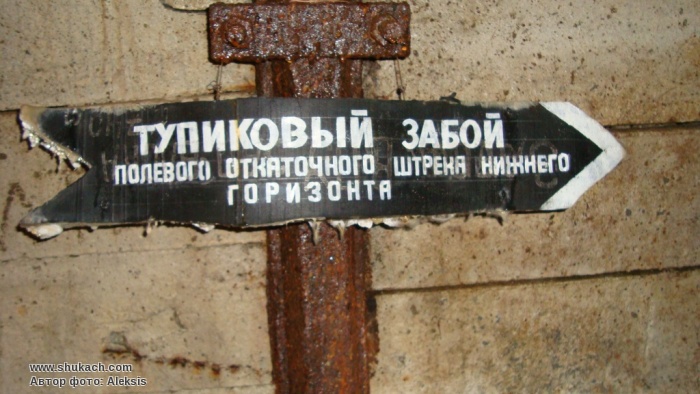 ТУПИКОВЫЙ ЗАБОЙ
ПОЛЕВОГО ОТКАТОЧНОГО ШТРЕКА НИЖНЕГО
ГОРИЗОНТА
www.shukach.com
Автор фото: Aleksis